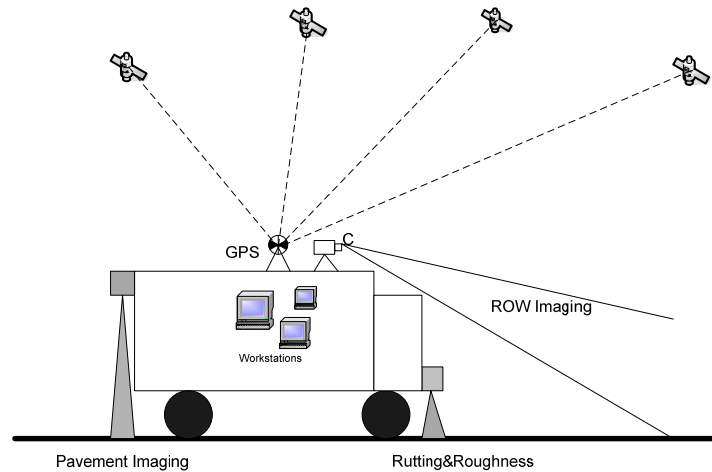 GPS
C
ROW Imaging
Workstations
Pavement Imaging
Rutting&Roughness